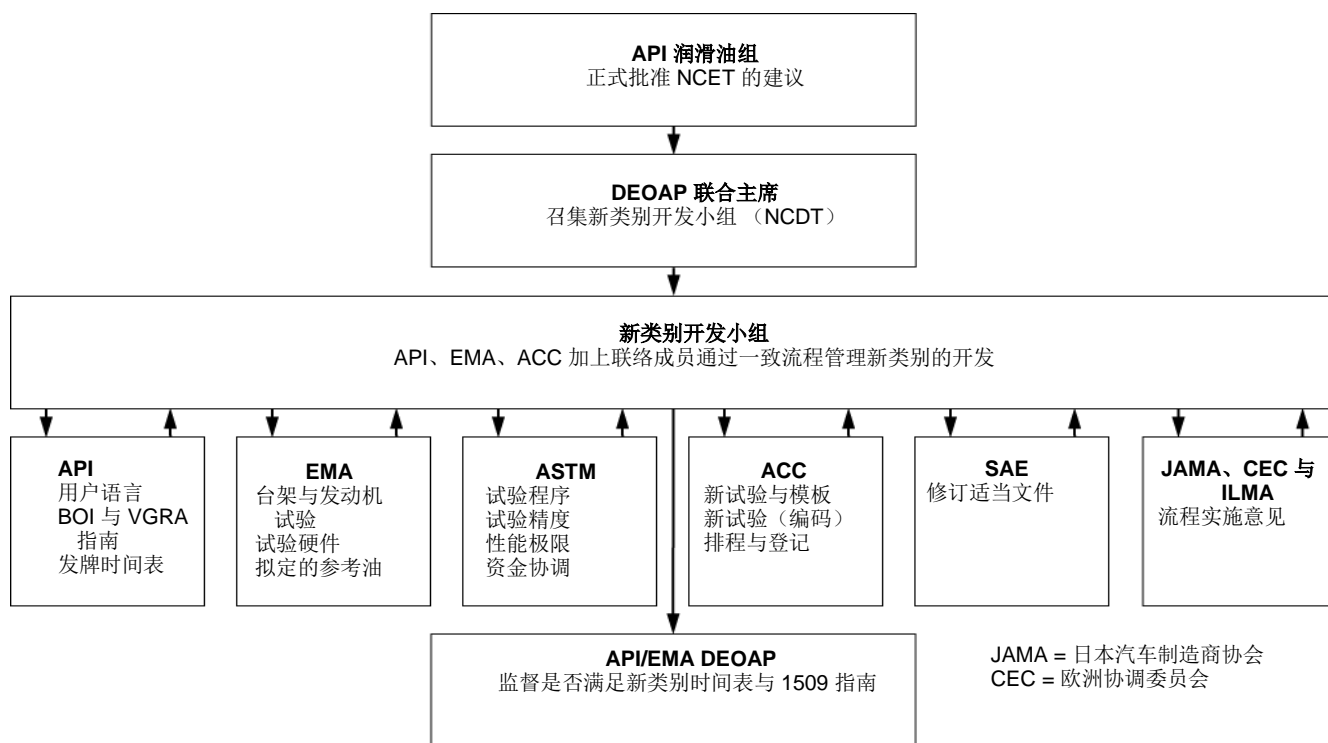 API 润滑油组
正式批准 NCET 的建议
DEOAP 联合主席
召集新类别开发小组 （NCDT）
新类别开发小组
API、EMA、ACC 加上联络成员通过一致流程管理新类别的开发
API
用户语言
BOI 与 VGRA
指南
发牌时间表
EMA
台架与发动机
试验
试验硬件
拟定的参考油
ASTM
试验程序
试验精度
性能极限
资金协调
ACC
新试验与模板
新试验（编码）
排程与登记
SAE
修订适当文件
JAMA、CEC 与
ILMA
流程实施意见
API/EMA DEOAP
监督是否满足新类别时间表与 1509 指南
JAMA = 日本汽车制造商协会
CEC = 欧洲协调委员会